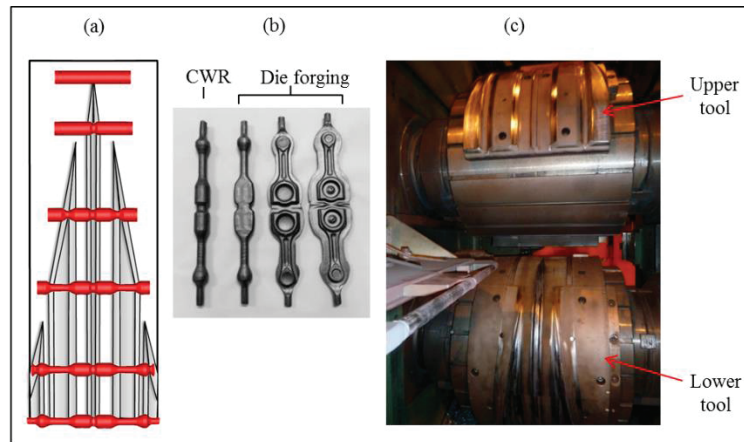 (a)
(b)
(c)
CWR
Die forging
Upper
tool
Lower
tool